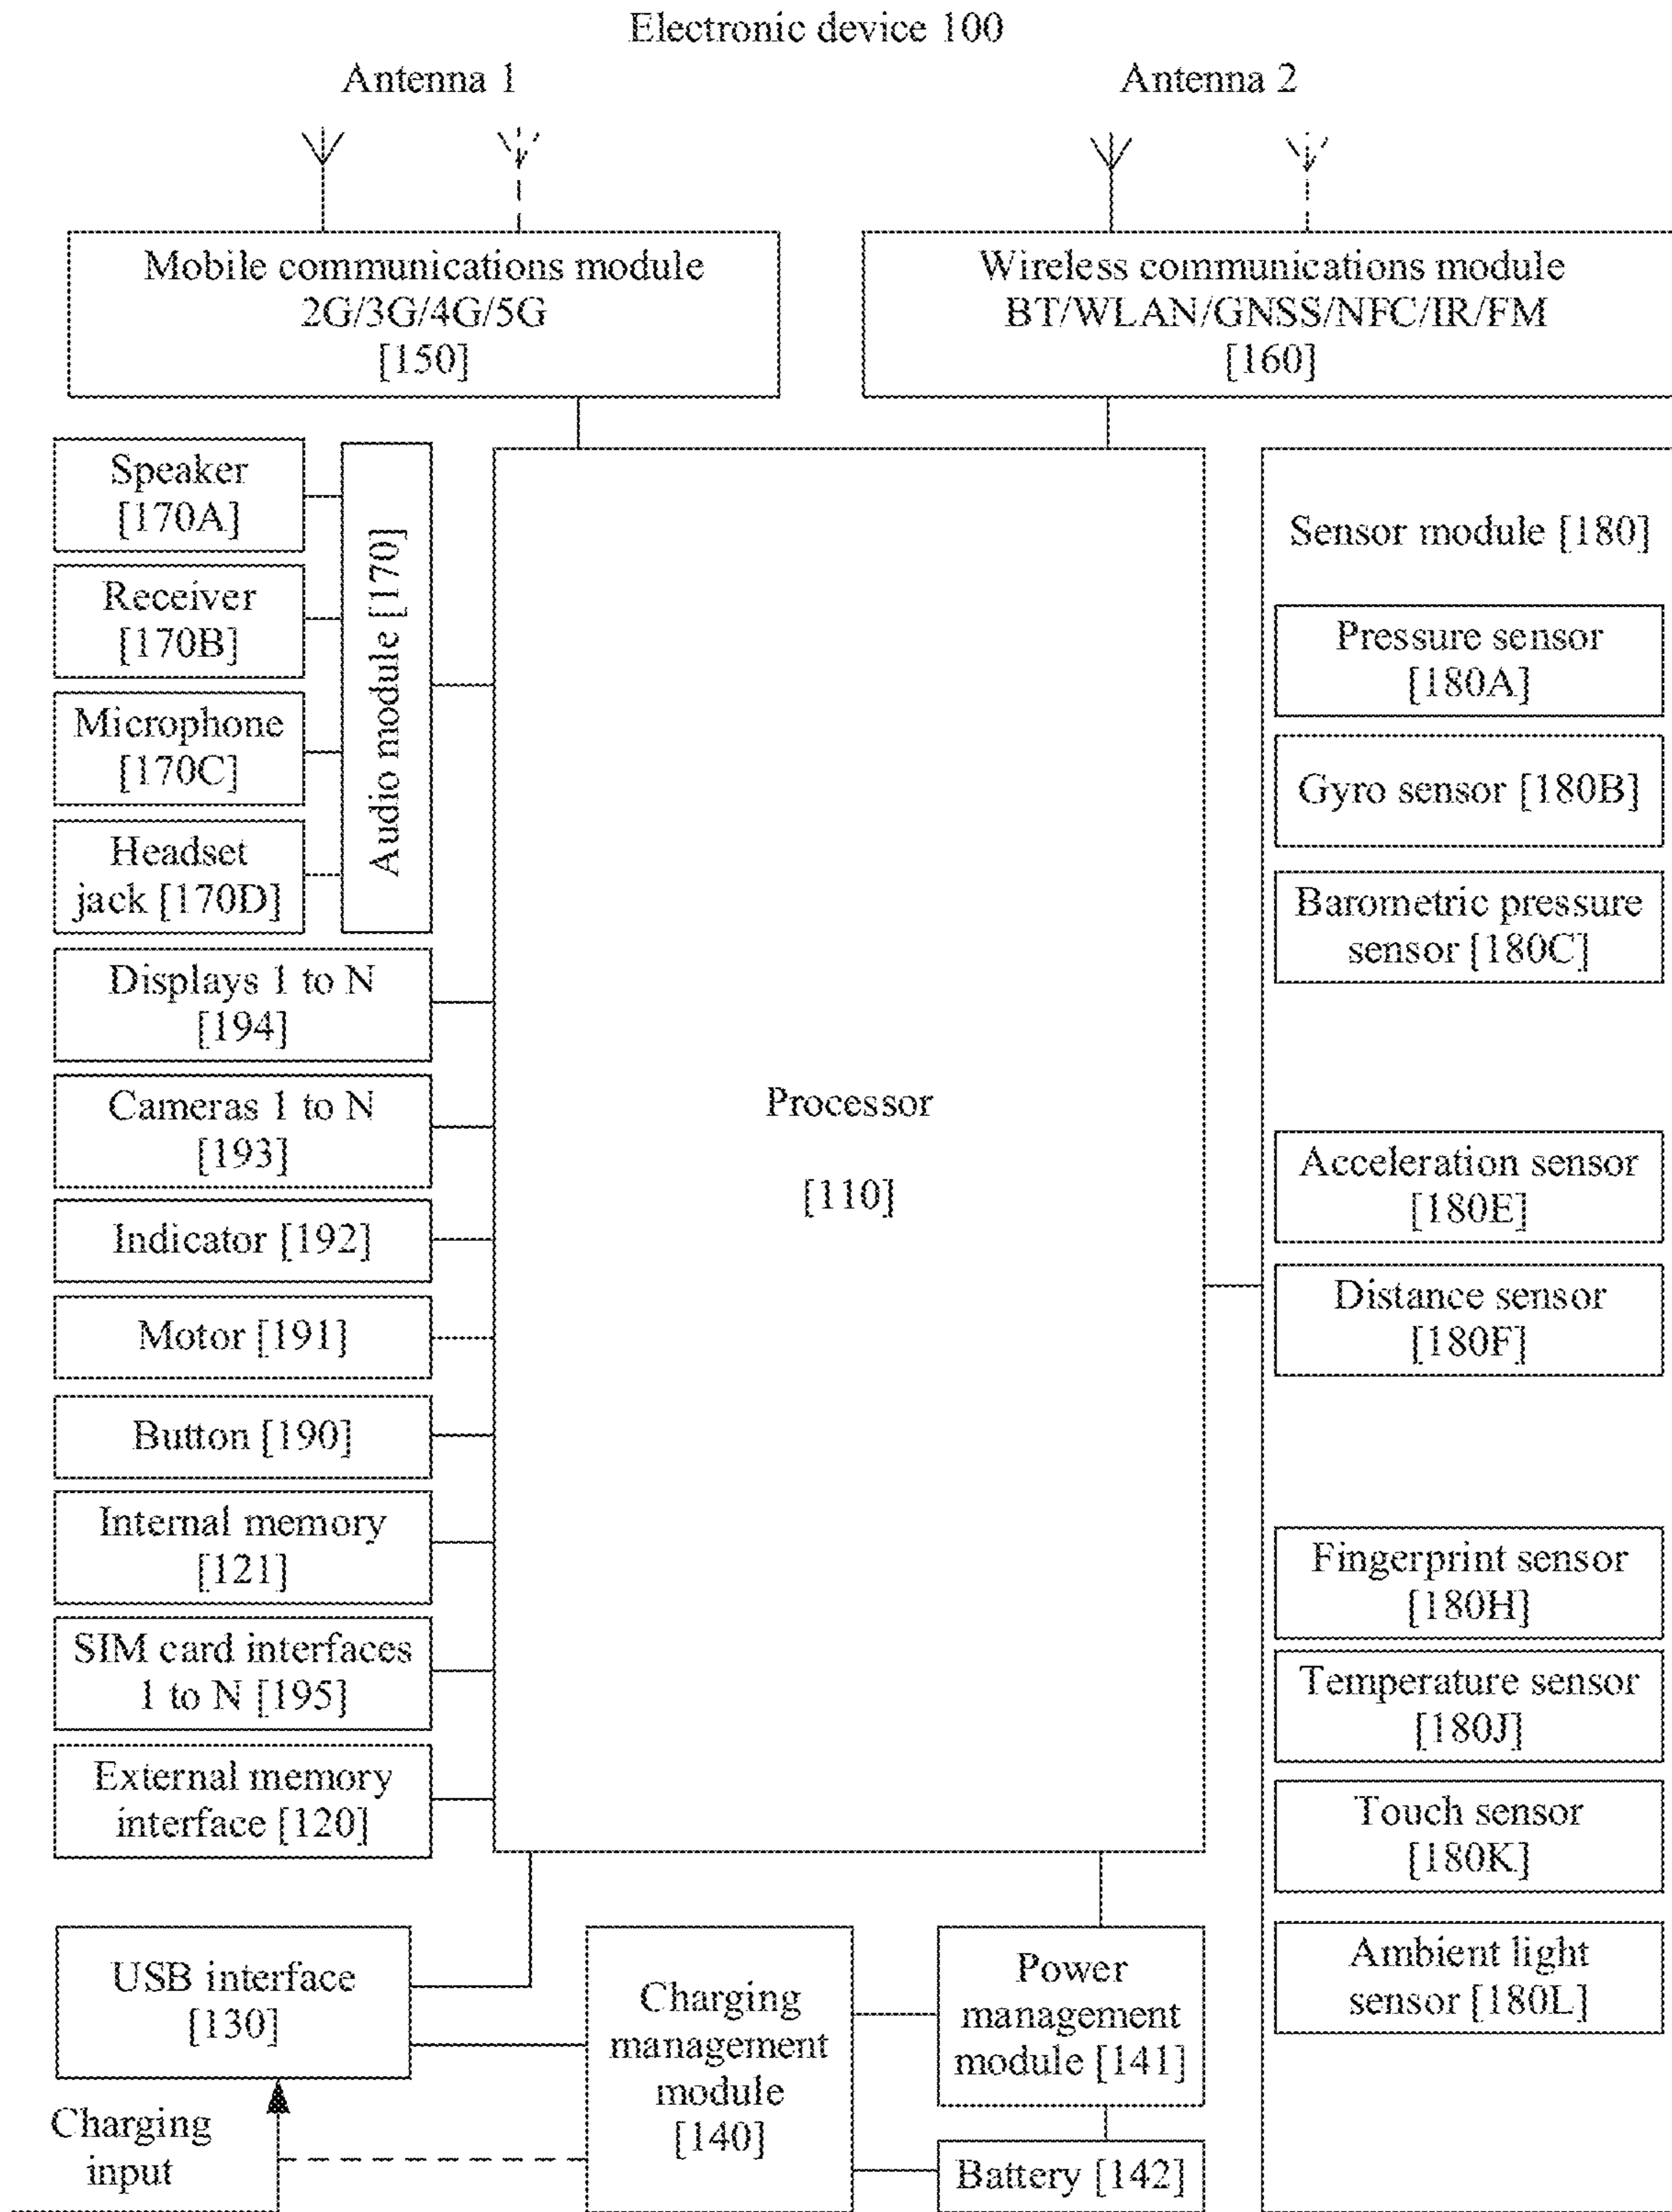 Electronic device 100
Antenna 1
Antenna 2
Mobile communications module
2G/3G/4G/5G
[150]
Wireless communications module
BT/WLAN/GNSS/NFC/IR/FM
[160]
Speaker
[170A]
Receiver
[170B]
Microphone
[170C]
Headset
jack [170D]
Audio module [170]
Displays 1 to N
[194]
Cameras 1 to N
[193]
Indicator [192]
Motor [191]
Button [190]
Internal memory
[121]
SIM card interfaces
1 to N [195]
External memory
interface [120]
Processor
[110]
Sensor module [180]
Pressure sensor
[180A]
Gyro sensor [180B]
Barometric pressure
sensor [180C]
Acceleration sensor
[180E]
Distance sensor
[180F]
Fingerprint sensor
[180H]
Temperature sensor
[180J]
Touch sensor
[180K]
Ambient light
sensor [180L]
USB interface
[130]
Charging
input
Charging
management
module
[140]
Power
management
module [141]
Battery [142]